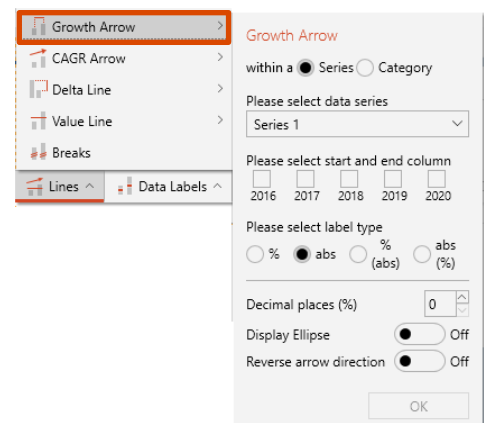 Growth Arrow
CAGR Arrow
Delta Line
Value Line
Breaks
Lines
Data Labels
Growth Arrow
within a Series Category
Please select data series
Series 1
Please select start and end column
2016 2017 2018 2019 2020
Please select label type
% abs % (abs) abs (%)
Decimal places (%) 0
Display Ellipse Off
Reverse arrow direction Off
OK